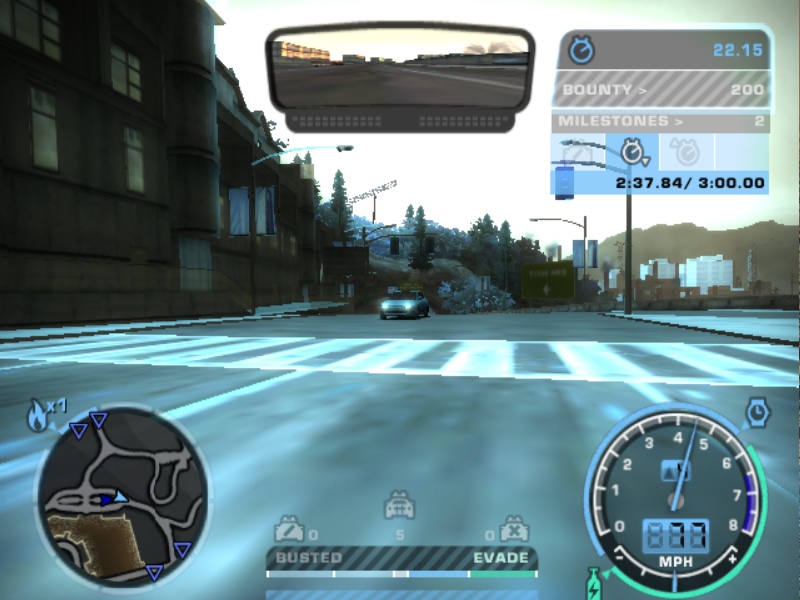 22.15
BOUNTY > 200
MILESTONES > 2
2:37.84/ 3:00.00
x1
0 5 0
BUSTED EVADE
0 1 2 3 4 5 6 7 8
77
MPH